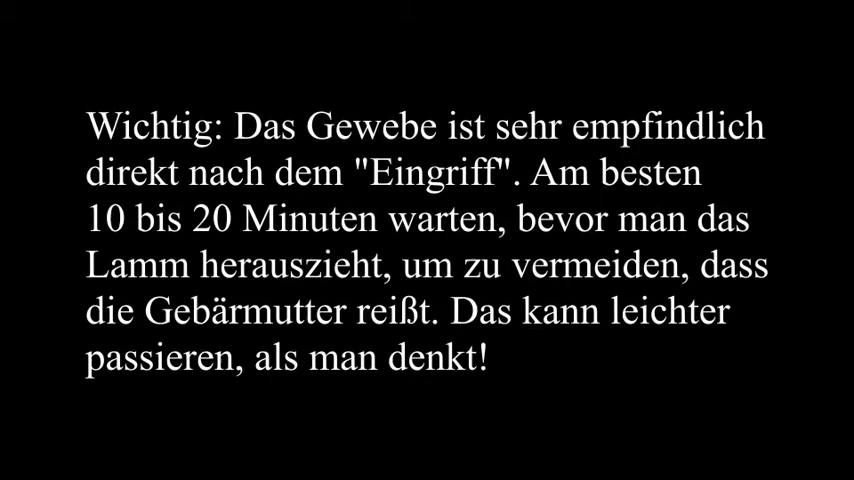 Wichtig: Das Gewebe ist sehr empfindlich
direkt nach dem "Eingriff". Am besten
10 bis 20 Minuten warten, bevor man das
Lamm herauszieht, um zu vermeiden, dass
die Gebärmutter reißt. Das kann leichter
passieren, als man denkt!